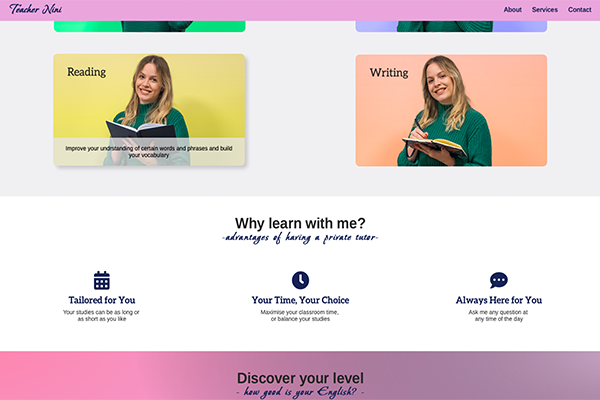 Teacher Nini
About Services Contact
Reading
Writing
Improve your undrstanding of certain words and phrases and build
your vocabulary
Why learn with me?
-advantages of having a private tutor-
Tailored for You
Your studies can be as long or
as short as you like
Your Time, Your Choice
Maximise your classroom time,
or balance your studies
Always Here for You
Ask me any question at
any time of the day
Discover your level
- how good is your English? -